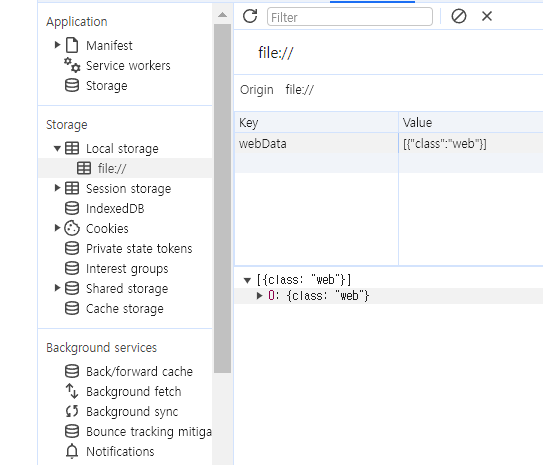 Application
Manifest
Service workers
Storage
Storage
Local storage
file://
Session storage
IndexedDB
Cookies
Private state tokens
Interest groups
Shared storage
Cache storage
Background services
Back/forward cache
Background fetch
Background sync
Bounce tracking mitiga
Notifications
Filter
file://
Origin file://
Key Value
webData [{"class":"web"}]
[{class: "web"}]
0: {class: "web"}